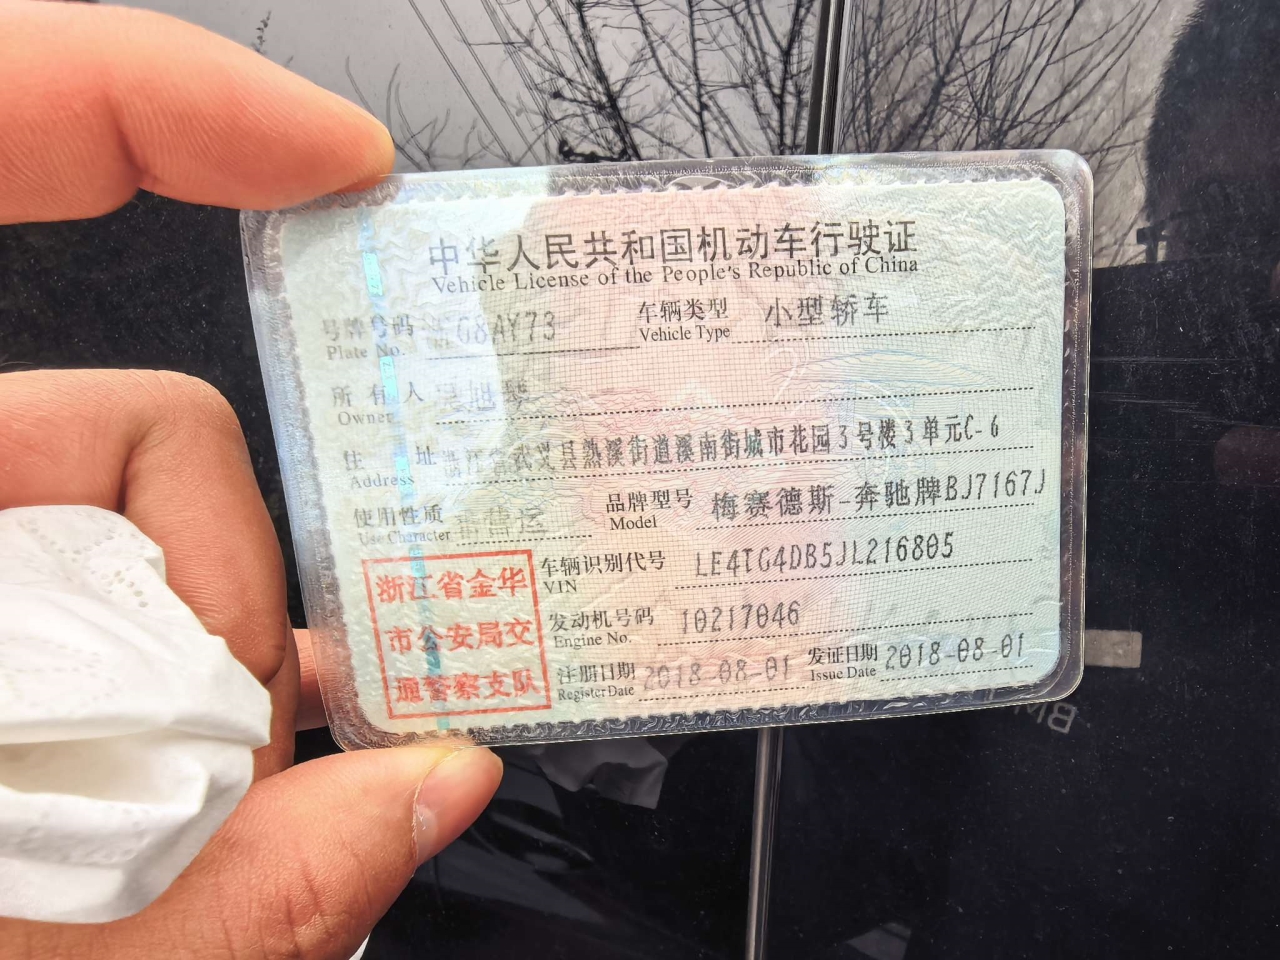 中华人民共和国机动车行驶证
Vehicle License of the People's Republic of China
号牌号码 G8AY73 车辆类型 小型轿车
Plate No. Vehicle Type
所有人
Owner
住址 浙江省武义县熟溪街道溪南街城市花园3号楼3单元C-6
Address
使用性质 非营运 品牌型号 梅赛德斯-奔驰牌BJ7167J
Use Character Model
浙江省金华
市公安局交
通警察支队
车辆识别代号 LE4TG4DB5JL216805
VIN
发动机号码 10217046
Engine No.
注册日期 2018-08-01 发证日期 2018-08-01
Register Date Issue Date